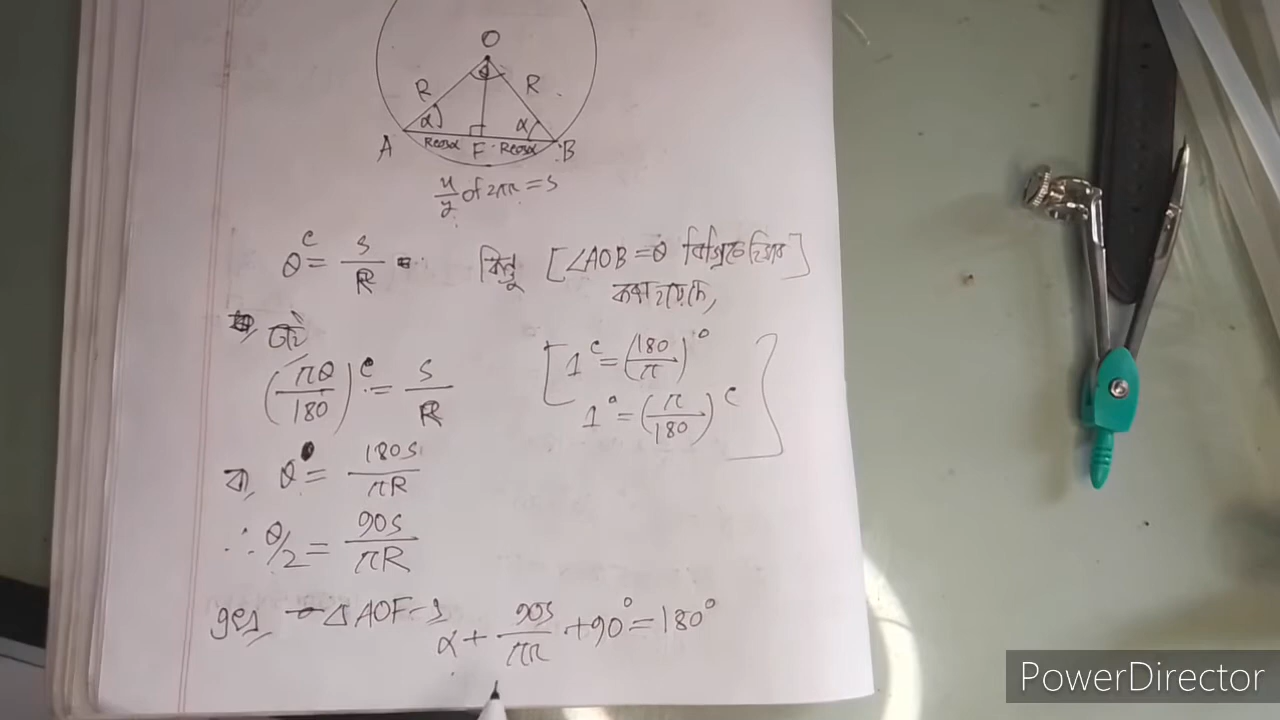 O
R R
α α
A Rcosα F Rcosα B
x/y of 2πR = S
θ^c = S/R কিন্তু [∠AOB = θ ডিগ্রিতে হিসাব]
করা হয়েছে,
(πθ/180)^c = S/R [1^c = (180/π)°
1° = (π/180)^c]
বা, θ° = 180S/πR
∴ θ/2 = 90S/πR
ΔAOF-এ
α + 90S/πR + 90° = 180°
PowerDirector